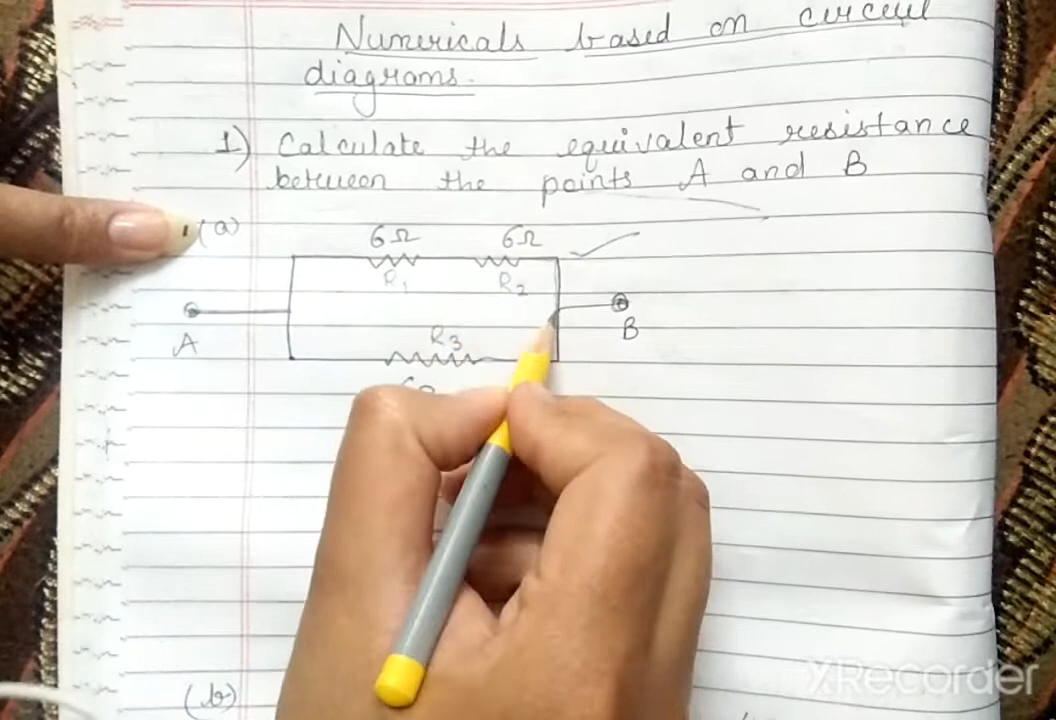 Numericals based on circuit
diagrams.
1) Calculate the equivalent resistance
between the points A and B
(a)
6Ω 6Ω
R1 R2
A B
R3
(b)
XRecorder